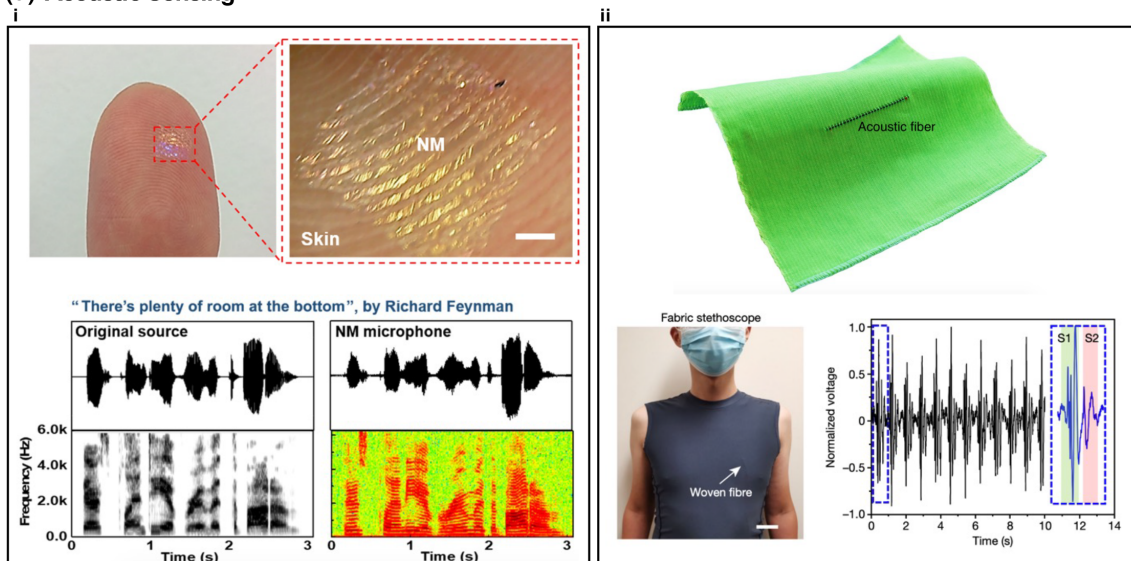 i
NM
Skin
“There's plenty of room at the bottom”, by Richard Feynman
Original source
NM microphone
6.0k
4.0k
2.0k
0.0
Frequency (Hz)
0
1
2
3
0
1
2
3
Time (s)
Time (s)
ii
Acoustic fiber
Fabric stethoscope
Woven fibre
Normalized voltage
1.0
0.5
0
−0.5
−1.0
S1
S2
0
2
4
6
8
10
12
14
Time (s)